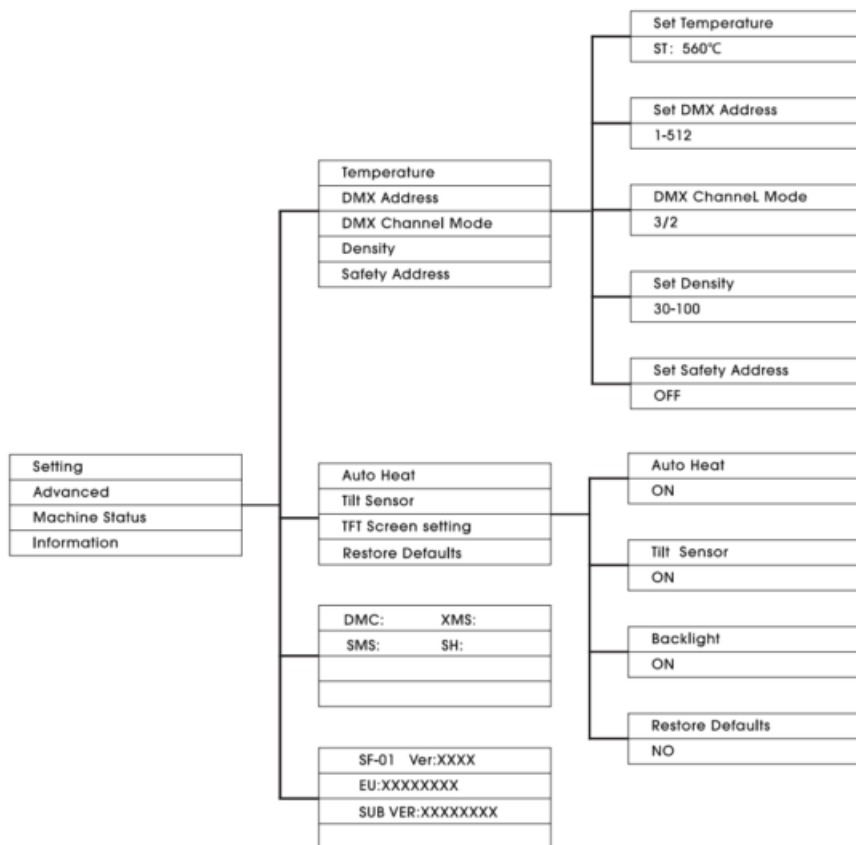 Setting
Advanced
Machine Status
Information
Temperature
DMX Address
DMX Channel Mode
Density
Safety Address
Set Temperature
ST: 560℃
Set DMX Address
1-512
DMX ChanneL Mode
3/2
Set Density
30-100
Set Safety Address
OFF
Auto Heat
Tilt Sensor
TFT Screen setting
Restore Defaults
Auto Heat
ON
Tilt Sensor
ON
Backlight
ON
Restore Defaults
NO
DMC: XMS:
SMS: SH:
SF-01 Ver:XXXX
EU:XXXXXXXX
SUB VER:XXXXXXXX